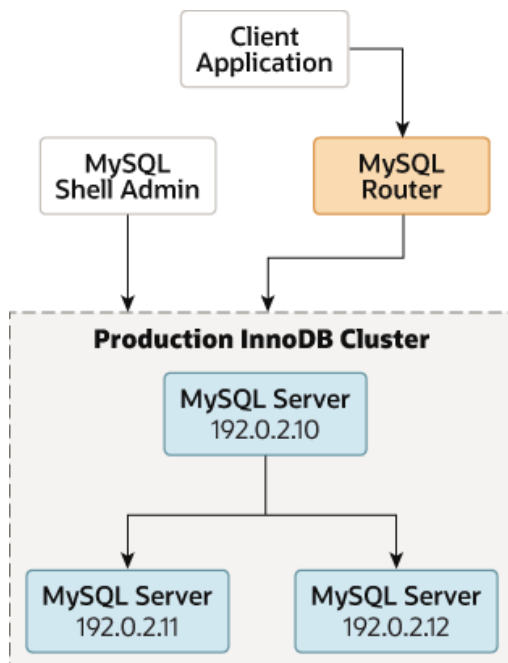 Client
Application
MySQL
Shell Admin
MySQL
Router
Production InnoDB Cluster
MySQL Server
192.0.2.10
MySQL Server
192.0.2.11
MySQL Server
192.0.2.12